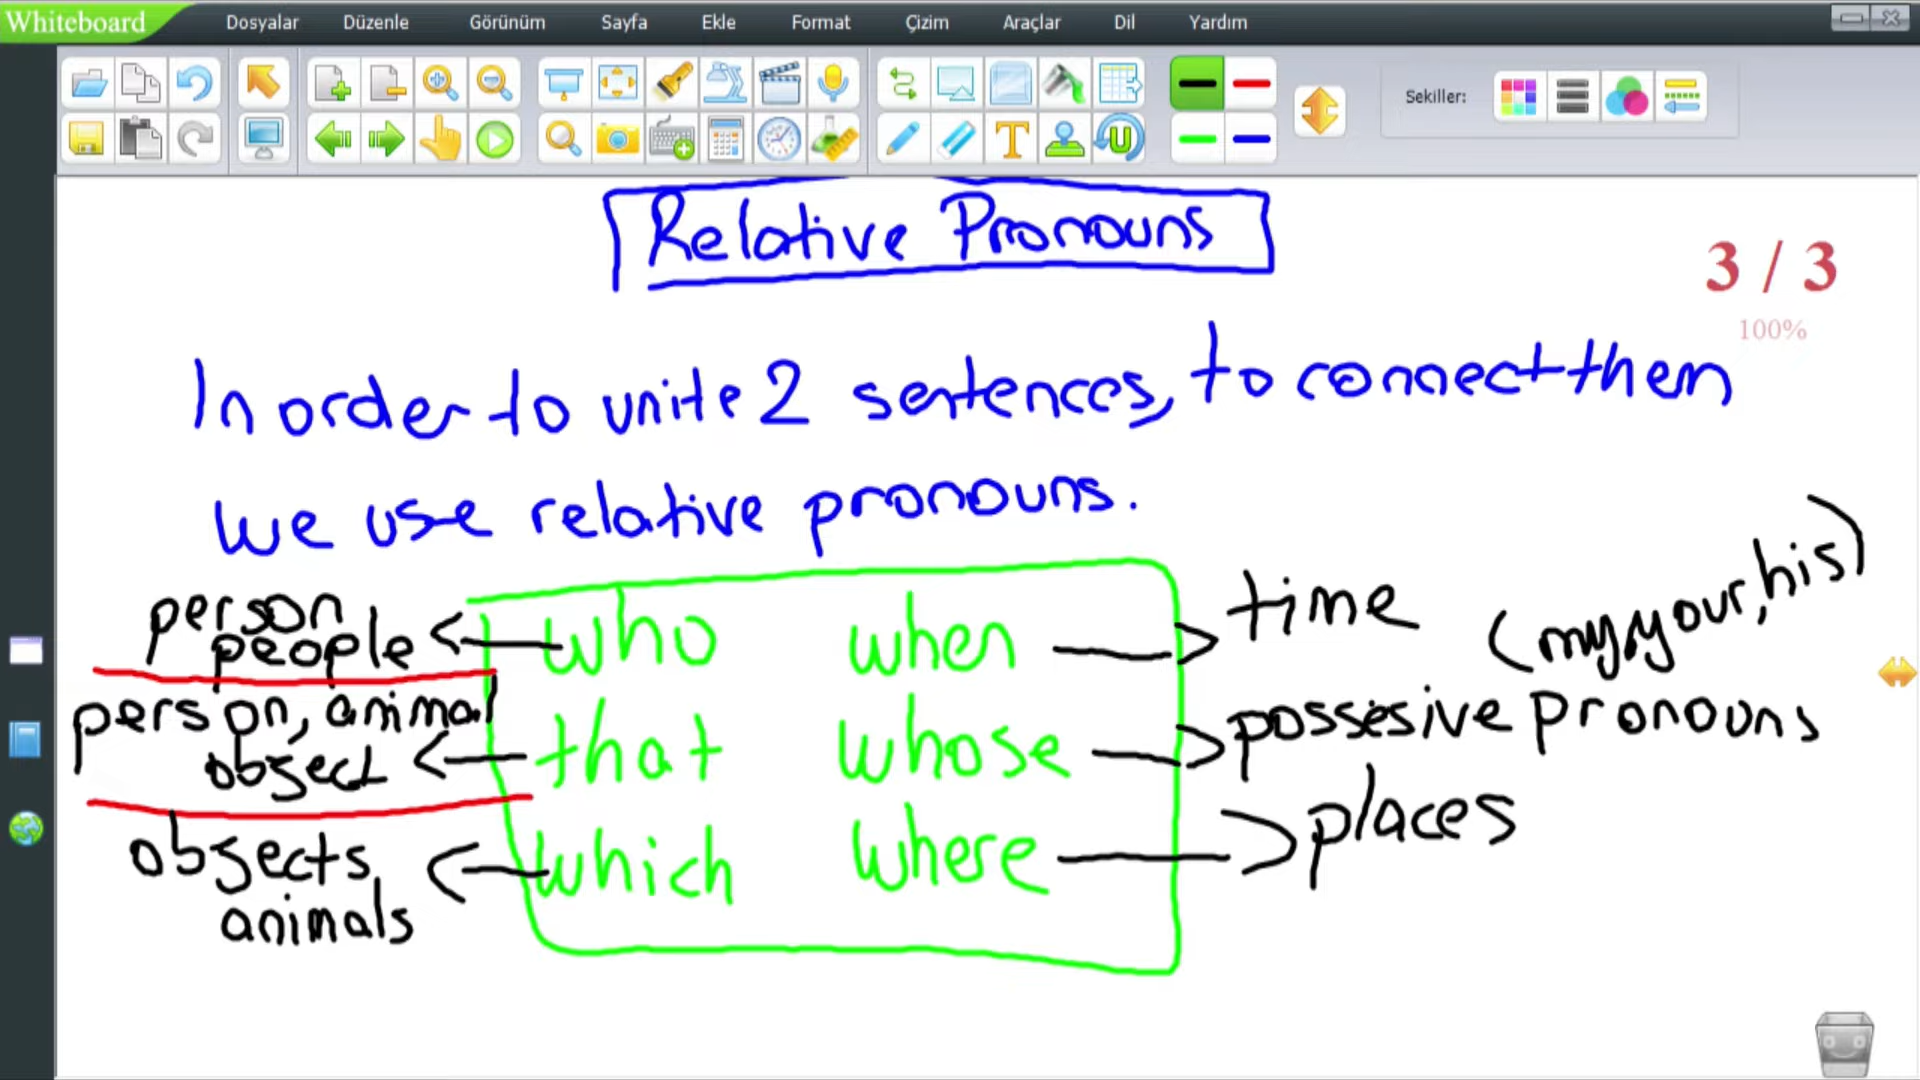 Whiteboard
Dosyalar Düzenle Görünüm Sayfa Ekle Format Çizim Araçlar Dil Yardım
Sekiller:
Relative Pronouns
3 / 3
100%
In order to unite 2 sentences, to connect them
we use relative pronouns.
person
people
who
when
time
(my,your,his)
person, animal
object
that
whose
possesive pronouns
objects
animals
which
where
places